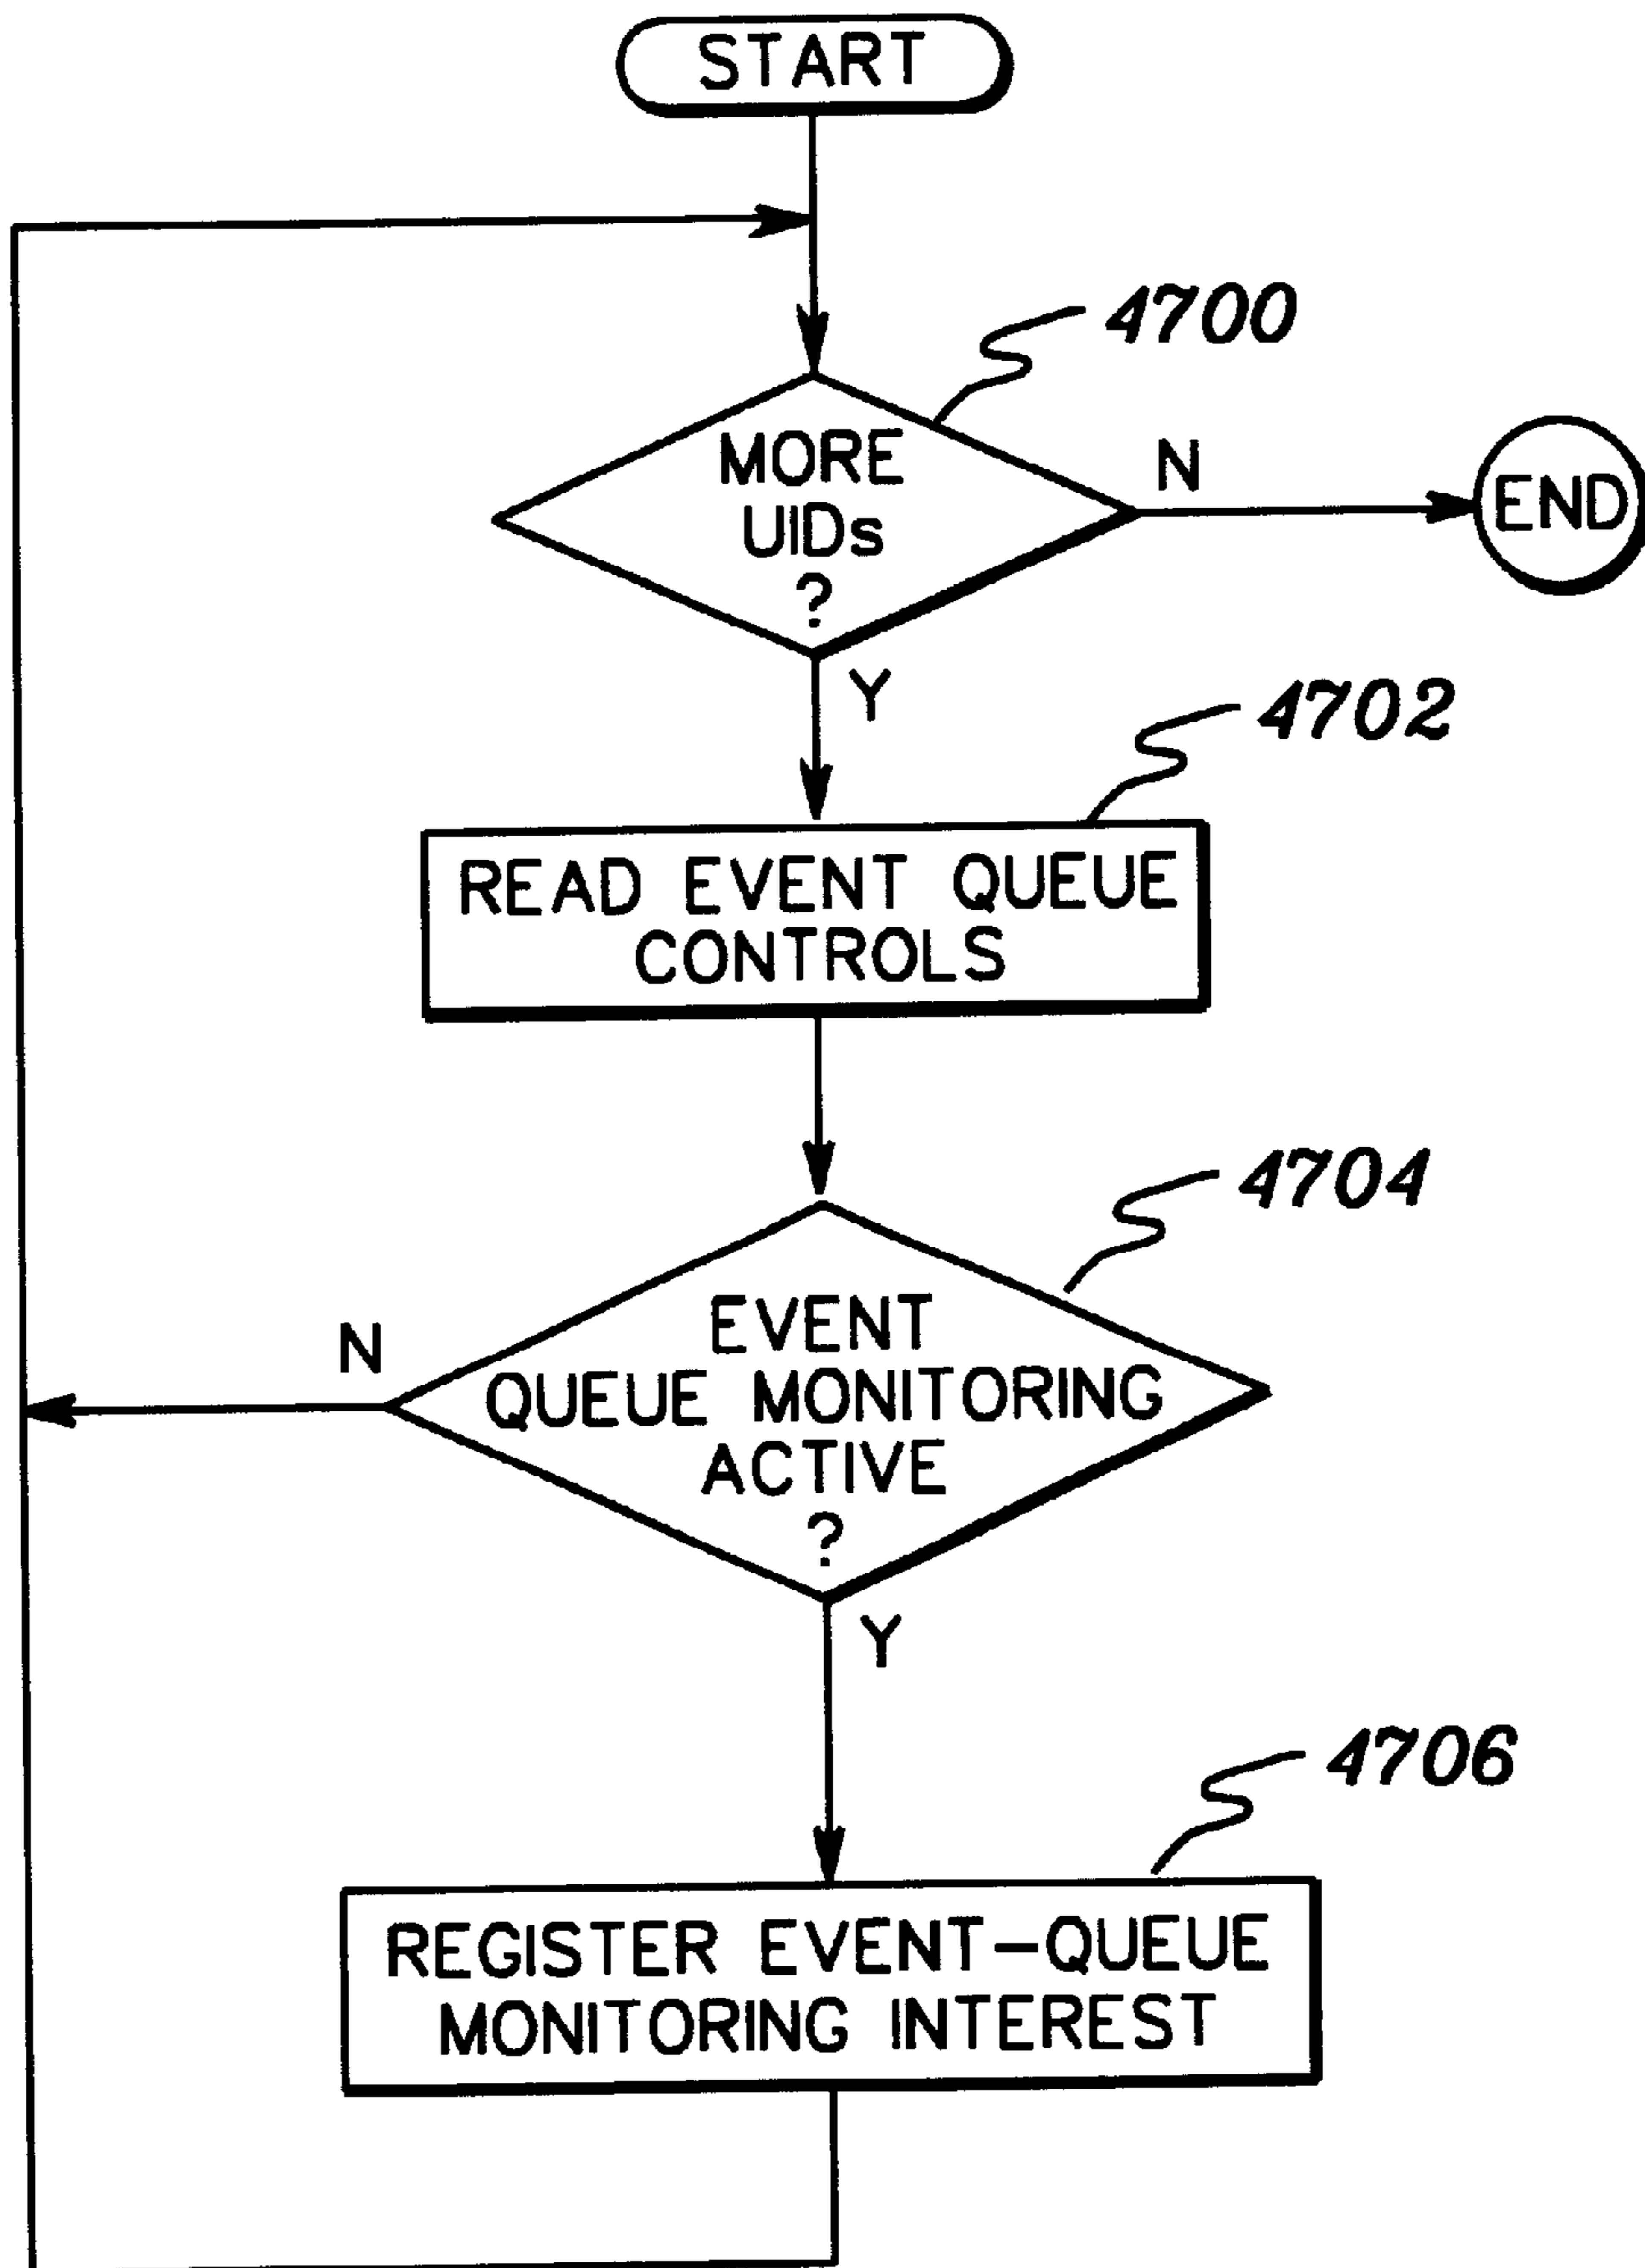 START
4700
MORE
UIDs
?
N
END
Y
4702
READ EVENT QUEUE
CONTROLS
4704
EVENT
QUEUE MONITORING
ACTIVE
?
N
Y
4706
REGISTER EVENT-QUEUE
MONITORING INTEREST